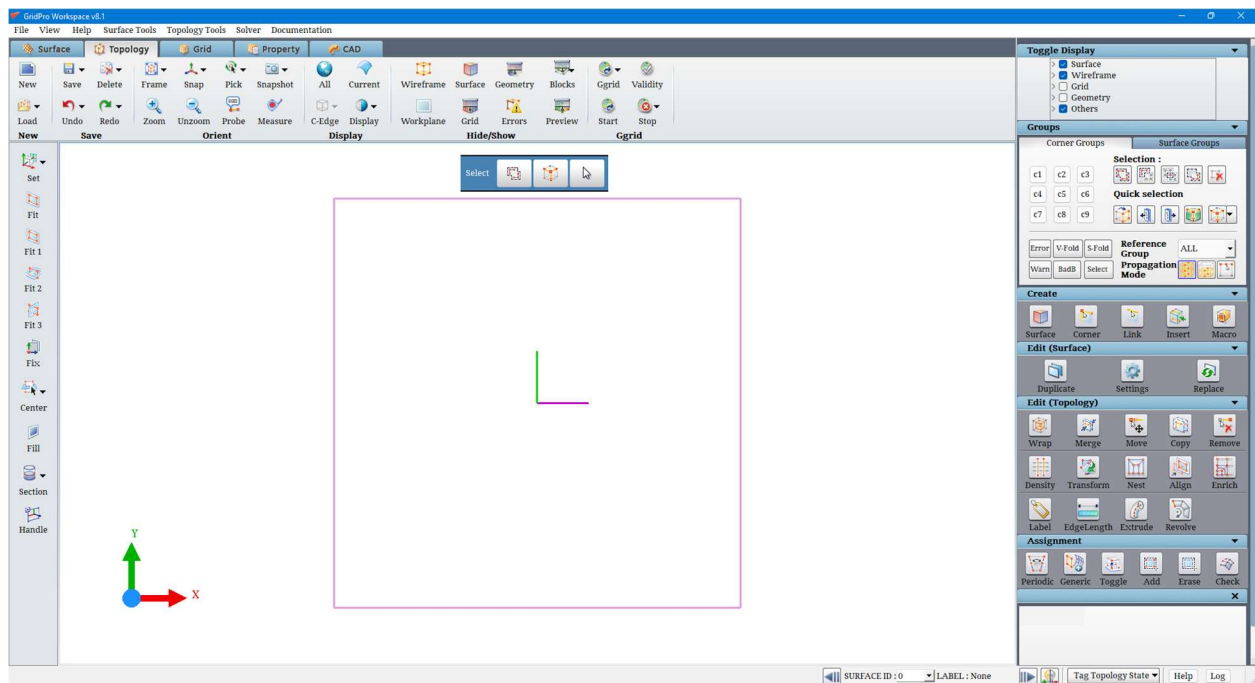 GridPro Workspace v8.1
File View Help Surface Tools Topology Tools Solver Documentation
Surface Topology Grid Property CAD
New Save Delete Frame Snap Pick Snapshot All Current Wireframe Surface Geometry Blocks Ggrid Validity
Load Undo Redo Zoom Unzoom Probe Measure C-Edge Display Workplane Grid Errors Preview Start Stop
New Save Orient Display Hide/Show Ggrid
Set
Fit
Fit 1
Fit 2
Fit 3
Fix
Center
Fill
Section
Handle
Select
Y
X
Toggle Display
Surface
Wireframe
Grid
Geometry
Others
Groups
Corner Groups Surface Groups
Selection :
c1 c2 c3
c4 c5 c6 Quick selection
c7 c8 c9
Error V-Fold S-Fold Reference Group ALL
Warn BadB Select Propagation Mode
Create
Surface Corner Link Insert Macro
Edit (Surface)
Duplicate Settings Replace
Edit (Topology)
Wrap Merge Move Copy Remove
Density Transform Nest Align Enrich
Label EdgeLength Extrude Revolve
Assignment
Periodic Generic Toggle Add Erase Check
SURFACE ID : 0 LABEL : None Tag Topology State Help Log